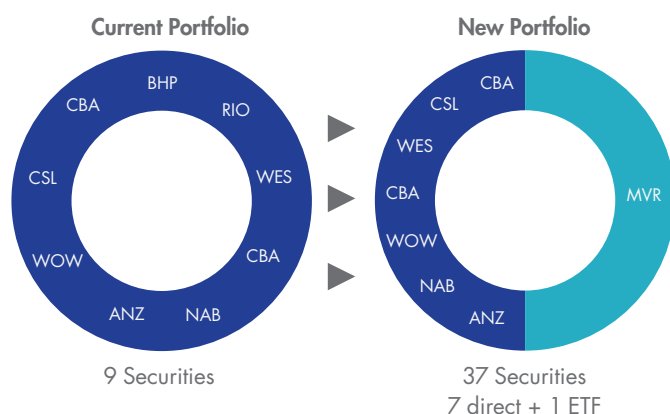 Current Portfolio
BHP
RIO
WES
CBA
NAB
ANZ
WOW
CSL
CBA
9 Securities
New Portfolio
CBA
CSL
WES
CBA
WOW
NAB
ANZ
MVR
37 Securities
7 direct + 1 ETF